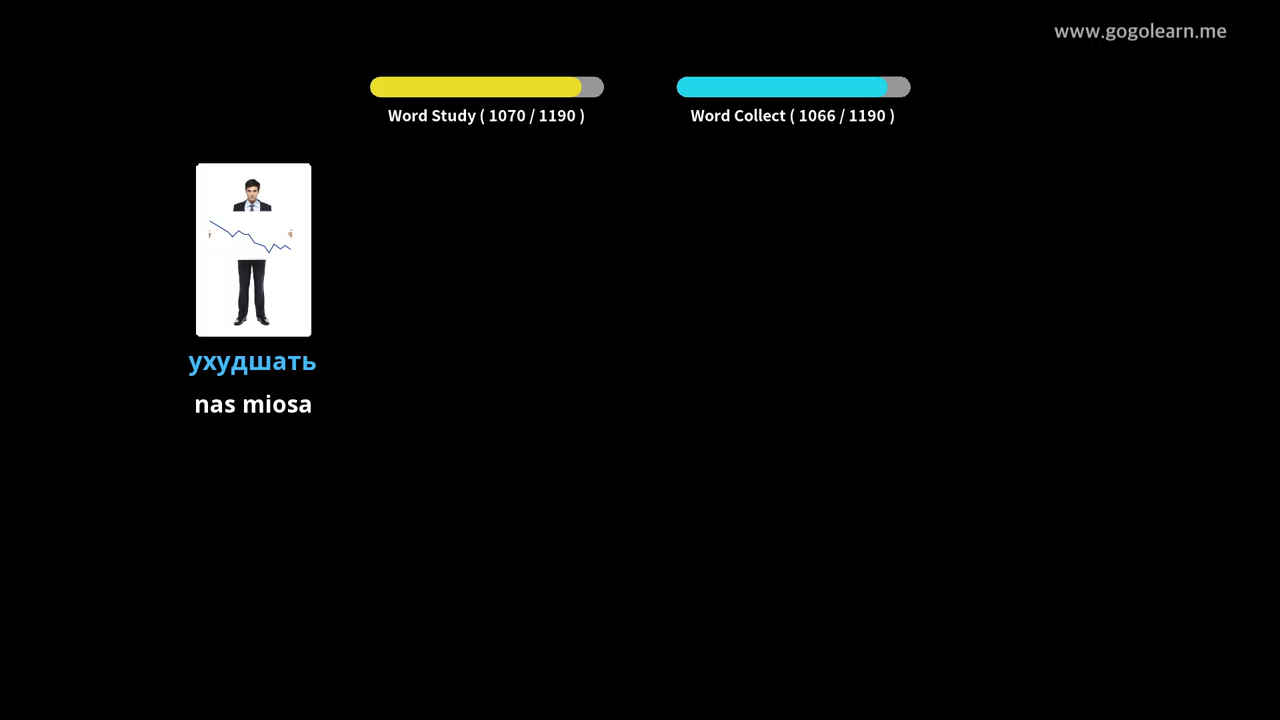 www.gogolearn.me
Word Study ( 1070 / 1190 )
Word Collect ( 1066 / 1190 )
ухудшать
nas miosa